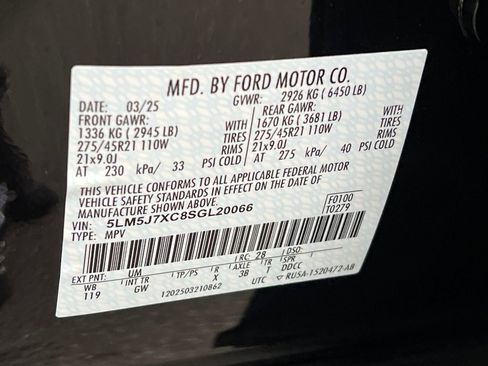 MFD. BY FORD MOTOR CO.
DATE: 03/25 GVWR: 2926 KG ( 6450 LB)
FRONT GAWR: REAR GAWR:
1336 KG ( 2945 LB) WITH 1670 KG ( 3681 LB) WITH
275/45R21 110W TIRES 275/45R21 110W TIRES
21x9.0J RIMS 21x9.0J RIMS
AT 230 kPa/ 33 PSI COLD AT 275 kPa/ 40 PSI COLD
THIS VEHICLE CONFORMS TO ALL APPLICABLE FEDERAL MOTOR
VEHICLE SAFETY STANDARDS IN EFFECT ON THE DATE OF
MANUFACTURE SHOWN ABOVE.
VIN: 5LM5J7XC8SGL20066 F0100
TYPE: MPV T0279
EXT PNT: UM RC: 28 DSO:
WB INT TR TP/PS R AXLE TR SPR
119 GW X 3B T DDCC
1202503210862 UTC RU5A-1520472-AB